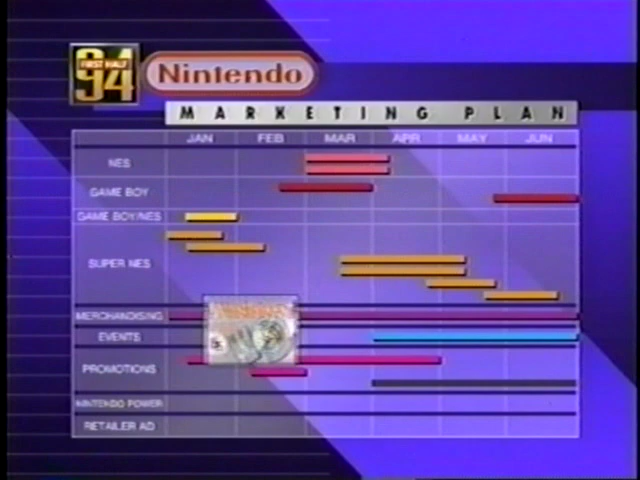 FIRST HALF
94
Nintendo
MARKETING PLAN
JAN FEB MAR APR MAY JUN
NES
GAME BOY
GAME BOY/NES
SUPER NES
MERCHANDISING
EVENTS
PROMOTIONS
NINTENDO POWER
RETAILER AD